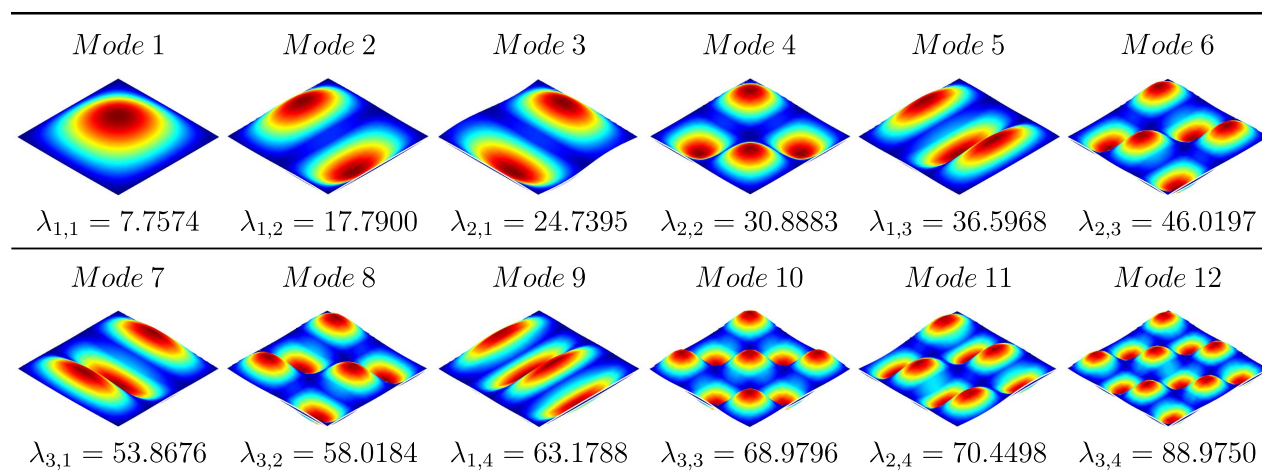 Mode 1 Mode 2 Mode 3 Mode 4 Mode 5 Mode 6
λ1,1 = 7.7574 λ1,2 = 17.7900 λ2,1 = 24.7395 λ2,2 = 30.8883 λ1,3 = 36.5968 λ2,3 = 46.0197
Mode 7 Mode 8 Mode 9 Mode 10 Mode 11 Mode 12
λ3,1 = 53.8676 λ3,2 = 58.0184 λ1,4 = 63.1788 λ3,3 = 68.9796 λ2,4 = 70.4498 λ3,4 = 88.9750